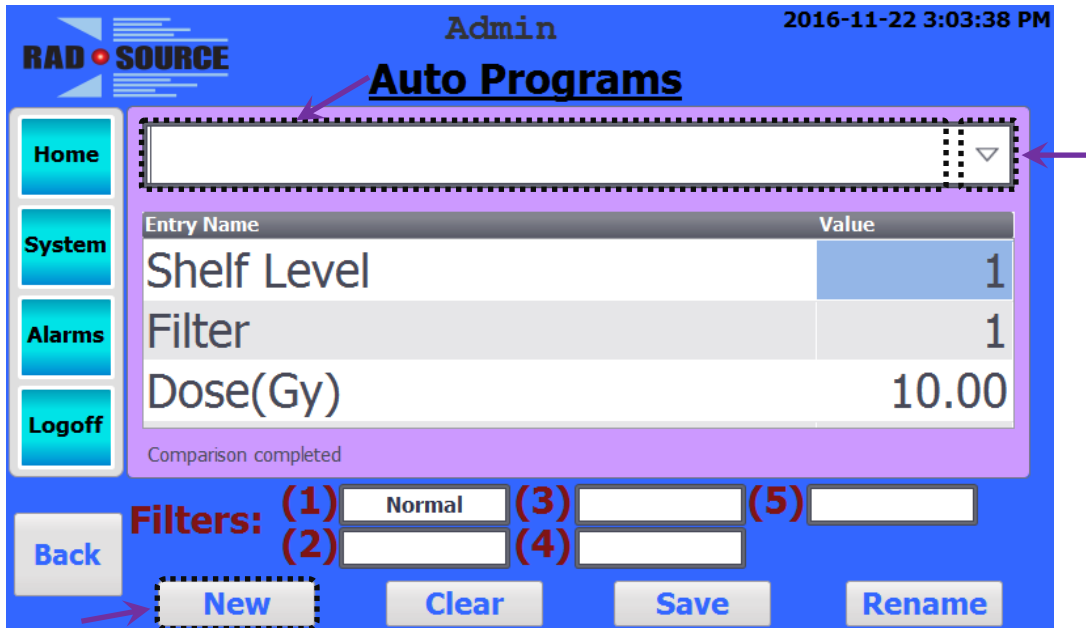 Admin
2016-11-22 3:03:38 PM
RAD SOURCE
Auto Programs
Home
System
Alarms
Logoff
Entry Name Value
Shelf Level 1
Filter 1
Dose(Gy) 10.00
Comparison completed
Filters: (1) Normal (3) (5)
(2) (4)
Back
New Clear Save Rename